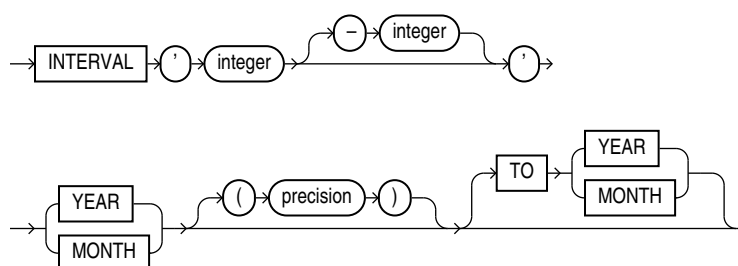 INTERVAL ' integer – integer '
YEAR
MONTH
( precision )
TO
YEAR
MONTH